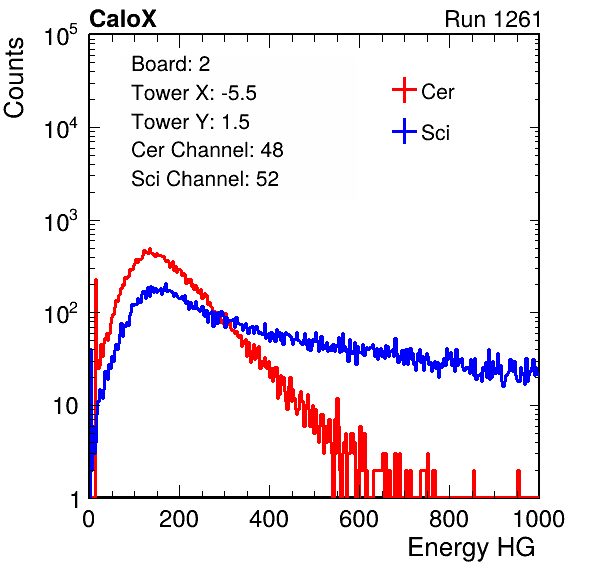 CaloX Run 1261
10^5
Counts
Board: 2
Tower X: -5.5
Tower Y: 1.5
Cer Channel: 48
Sci Channel: 52
Cer
Sci
10^4
10^3
10^2
10
1
0 200 400 600 800 1000
Energy HG